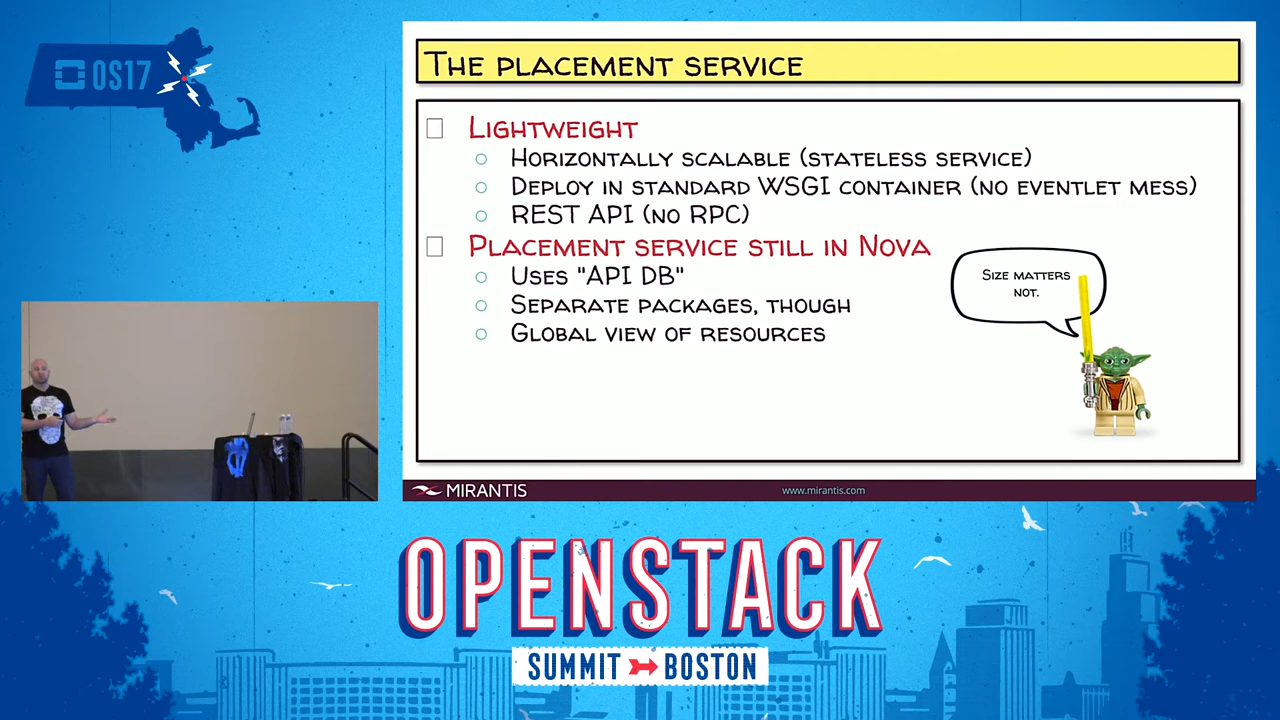 OS17
THE PLACEMENT SERVICE
LIGHTWEIGHT
HORIZONTALLY SCALABLE (STATELESS SERVICE)
DEPLOY IN STANDARD WSGI CONTAINER (NO EVENTLET MESS)
REST API (NO RPC)
PLACEMENT SERVICE STILL IN NOVA
USES "API DB"
SEPARATE PACKAGES, THOUGH
GLOBAL VIEW OF RESOURCES
SIZE MATTERS
NOT.
MIRANTIS
www.mirantis.com
OPENSTACK
SUMMIT BOSTON